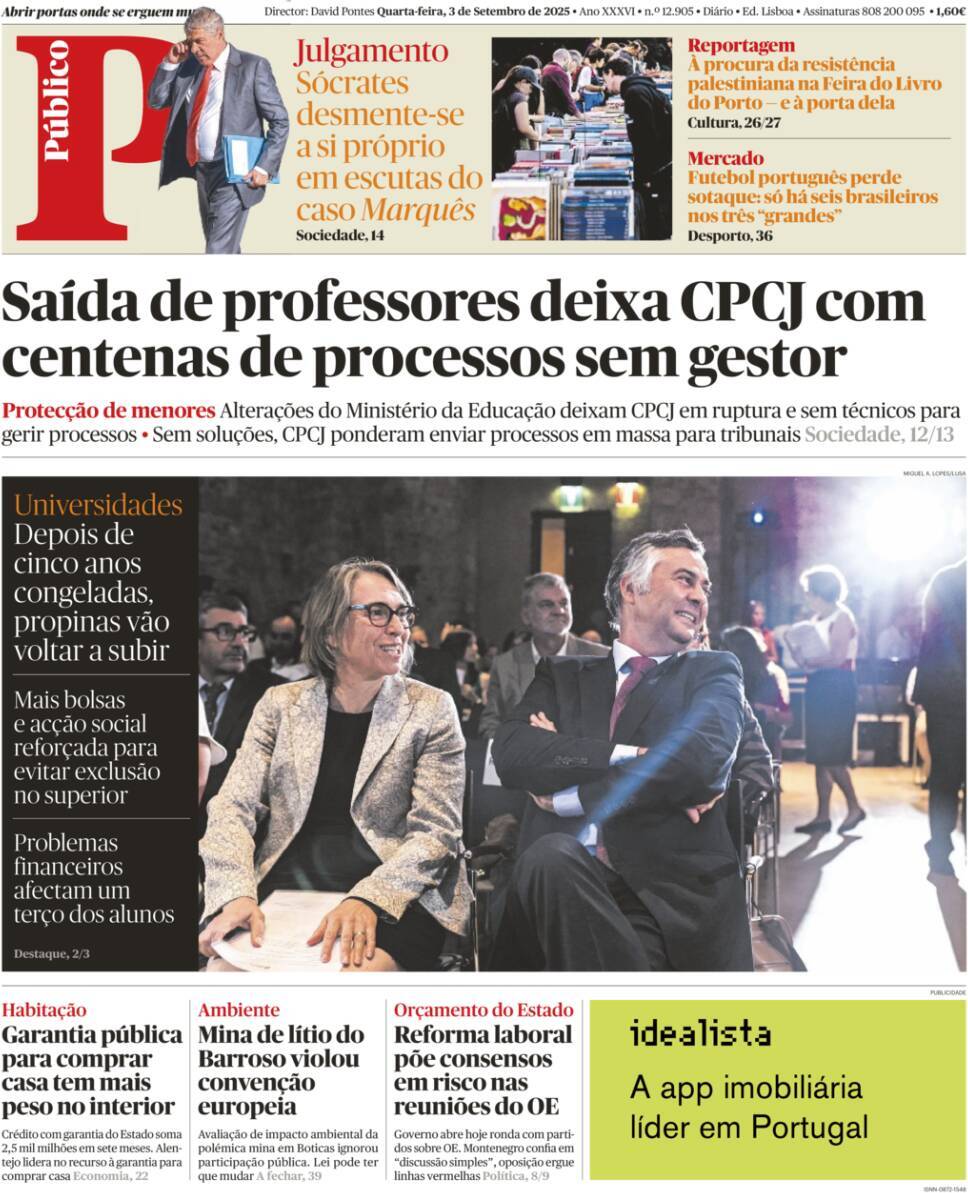 Abrir portas onde se erguem
Director: David Pontes Quarta-feira, 3 de Setembro de 2025 • Ano XXXVI • n.º 12.905 • Diário • Ed. Lisboa • Assinaturas 808 200 095 • 1,60€
Público
P
Julgamento
Sócrates
desmente-se
a si próprio
em escutas do
caso Marquês
Sociedade, 14
Reportagem
À procura da resistência
palestiniana na Feira do Livro
do Porto — e à porta dela
Cultura, 26/27
Mercado
Futebol português perde
sotaque: só há seis brasileiros
nos três “grandes”
Desporto, 36
Saída de professores deixa CPCJ com
centenas de processos sem gestor
Protecção de menores Alterações do Ministério da Educação deixam CPCJ em ruptura e sem técnicos para
gerir processos • Sem soluções, CPCJ ponderam enviar processos em massa para tribunais Sociedade, 12/13
MIGUEL A. LOPES/LUSA
Universidades
Depois de
cinco anos
congeladas,
propinas vão
voltar a subir
Mais bolsas
e acção social
reforçada para
evitar exclusão
no superior
Problemas
financeiros
afectam um
terço dos alunos
Destaque, 2/3
PUBLICIDADE
Habitação
Garantia pública
para comprar
casa tem mais
peso no interior
Crédito com garantia do Estado soma
2,5 mil milhões em sete meses. Alen-
tejo lidera no recurso à garantia para
comprar casa Economia, 22
Ambiente
Mina de lítio do
Barroso violou
convenção
europeia
Avaliação de impacto ambiental da
polémica mina em Boticas ignorou
participação pública. Lei pode ter
que mudar A fechar, 39
Orçamento do Estado
Reforma laboral
põe consensos
em risco nas
reuniões do OE
Governo abre hoje ronda com parti-
dos sobre OE. Montenegro confia em
“discussão simples”, oposição ergue
linhas vermelhas Política, 8/9
idealista
A app imobiliária
líder em Portugal
ISNN-0872-1548